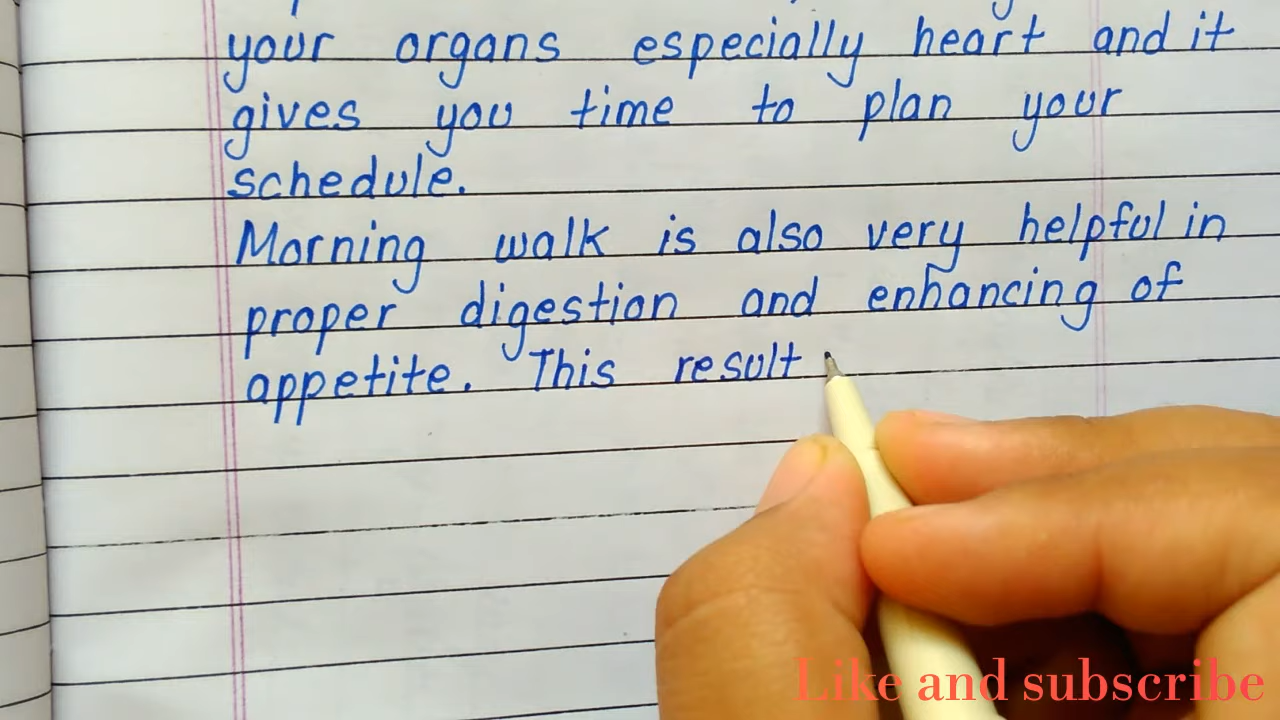 your organs especially heart and it
gives you time to plan your
schedule.
Morning walk is also very helpful in
proper digestion and enhancing of
appetite. This result
Like and subscribe